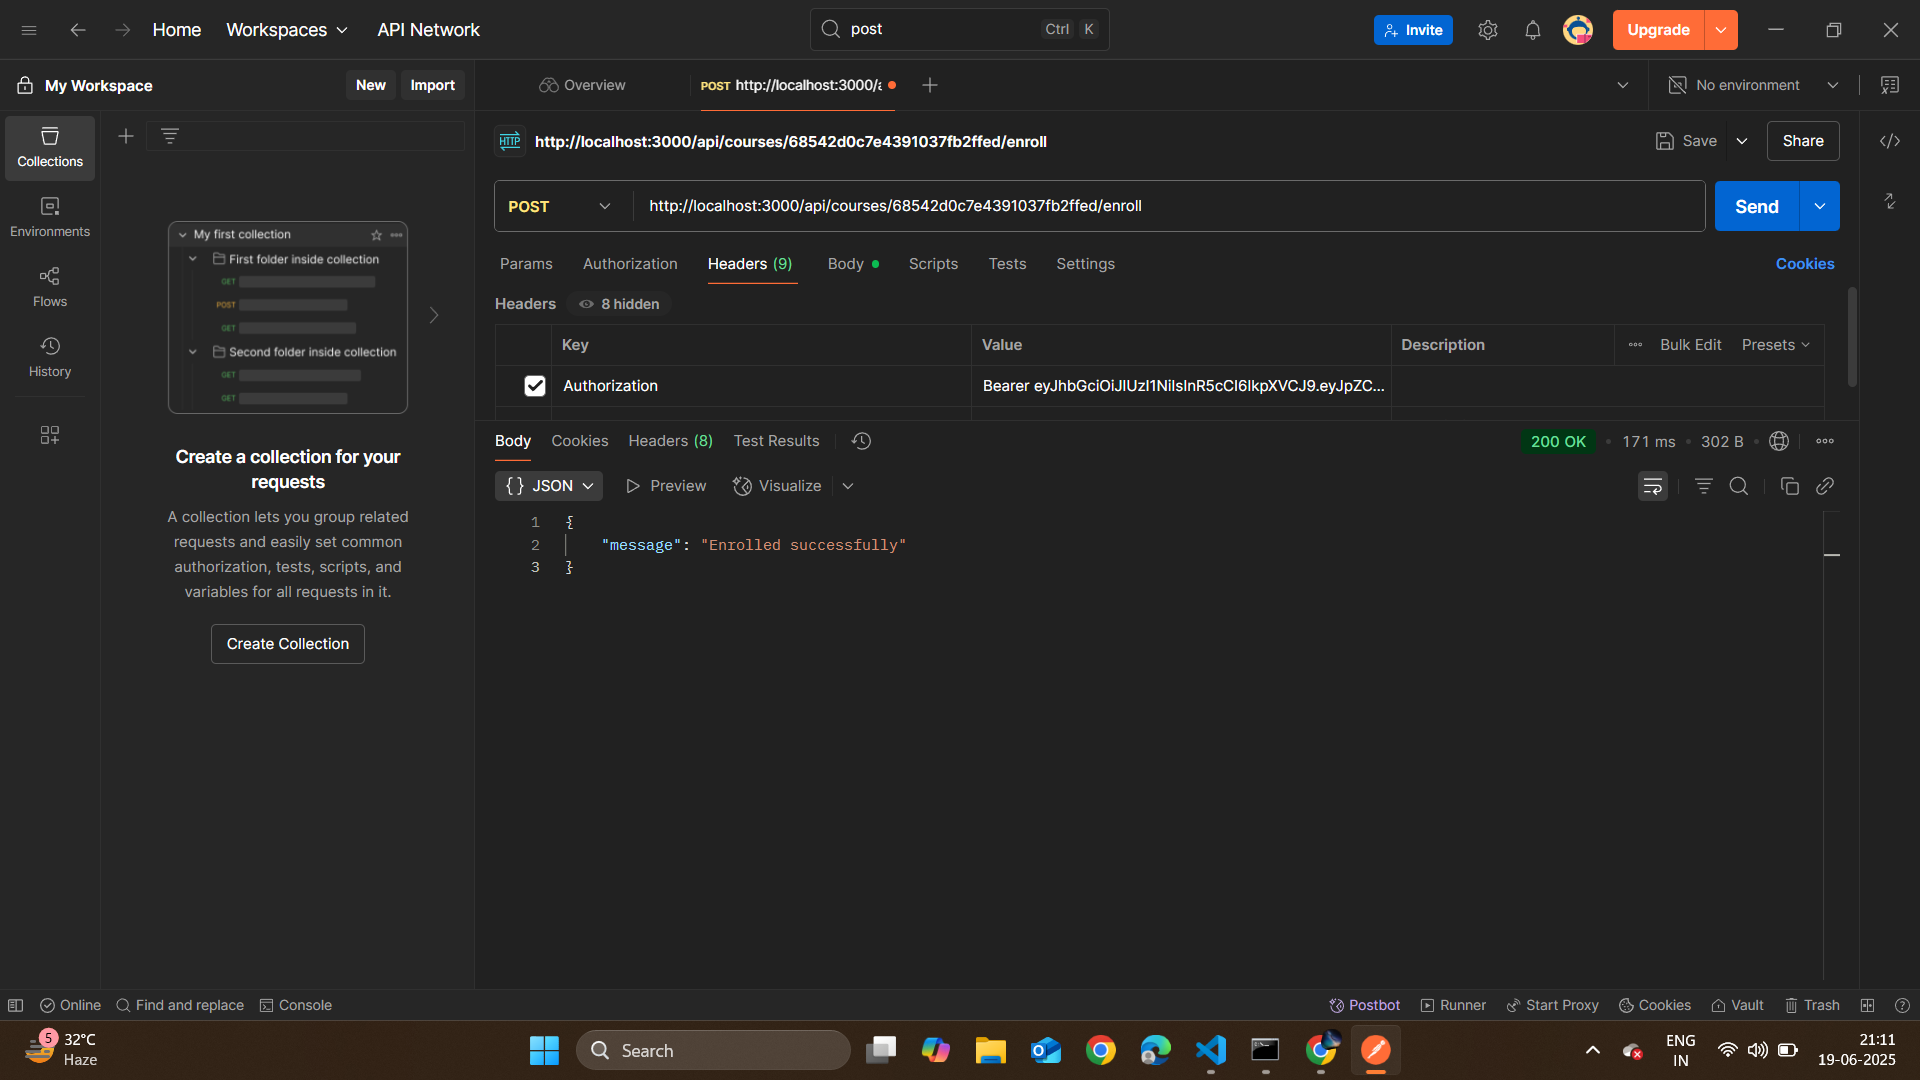 Home
Workspaces
API Network
post
Ctrl
K
Invite
Upgrade
My Workspace
New
Import
Overview
POST http://localhost:3000/a
No environment
Collections
Environments
Flows
History
My first collection
First folder inside collection
GET
POST
GET
Second folder inside collection
GET
GET
Create a collection for your
requests
A collection lets you group related
requests and easily set common
authorization, tests, scripts, and
variables for all requests in it.
Create Collection
HTTP
http://localhost:3000/api/courses/68542d0c7e4391037fb2ffed/enroll
Save
Share
POST
http://localhost:3000/api/courses/68542d0c7e4391037fb2ffed/enroll
Send
Params
Authorization
Headers (9)
Body
Scripts
Tests
Settings
Cookies
Headers
8 hidden
Key
Value
Description
Bulk Edit
Presets
Authorization
Bearer eyJhbGciOiJIUzI1NiIsInR5cCI6IkpXVCJ9.eyJpZC...
Body
Cookies
Headers (8)
Test Results
200 OK
171 ms
302 B
{} JSON
Preview
Visualize
1 {
2 "message": "Enrolled successfully"
3 }
Online
Find and replace
Console
Postbot
Runner
Start Proxy
Cookies
Vault
Trash
5
32°C
Haze
Search
ENG
IN
21:11
19-06-2025